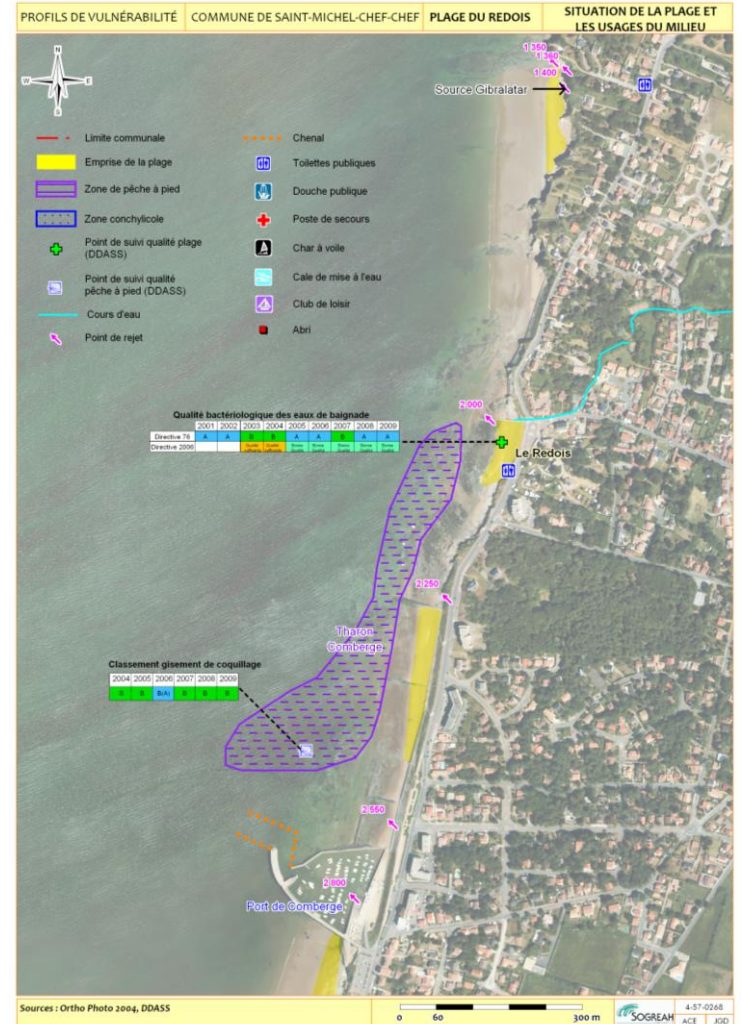 PROFILS DE VULNÉRABILITÉ
COMMUNE DE SAINT-MICHEL-CHEF-CHEF
PLAGE DU REDOIS
SITUATION DE LA PLAGE ET
LES USAGES DU MILIEU
N
W
E
S
1 350
1 360
1 400
Source Gibralatar
Limite communale
Emprise de la plage
Zone de pêche à pied
Zone conchylicole
Point de suivi qualité plage
(DDASS)
Point de suivi qualité
pêche à pied (DDASS)
Cours d'eau
Point de rejet
Chenal
Toilettes publiques
Douche publique
Poste de secours
Char à voile
Cale de mise à l'eau
Club de loisir
Abri
2 000
Qualité bactériologique des eaux de baignade
2001 2002 2003 2004 2005 2006 2007 2008 2009
Directive 76 A A B B A A B A A
Directive 2006
Le Redois
2 250
Tharon
Comberge
Classement gisement de coquillage
2004 2005 2006 2007 2008 2009
B B B(A) B B B
2 550
2 800
Port de Comberge
Sources : Ortho Photo 2004, DDASS
0 60 300 m
SOGREAH
4-57-0268
ACE JGD